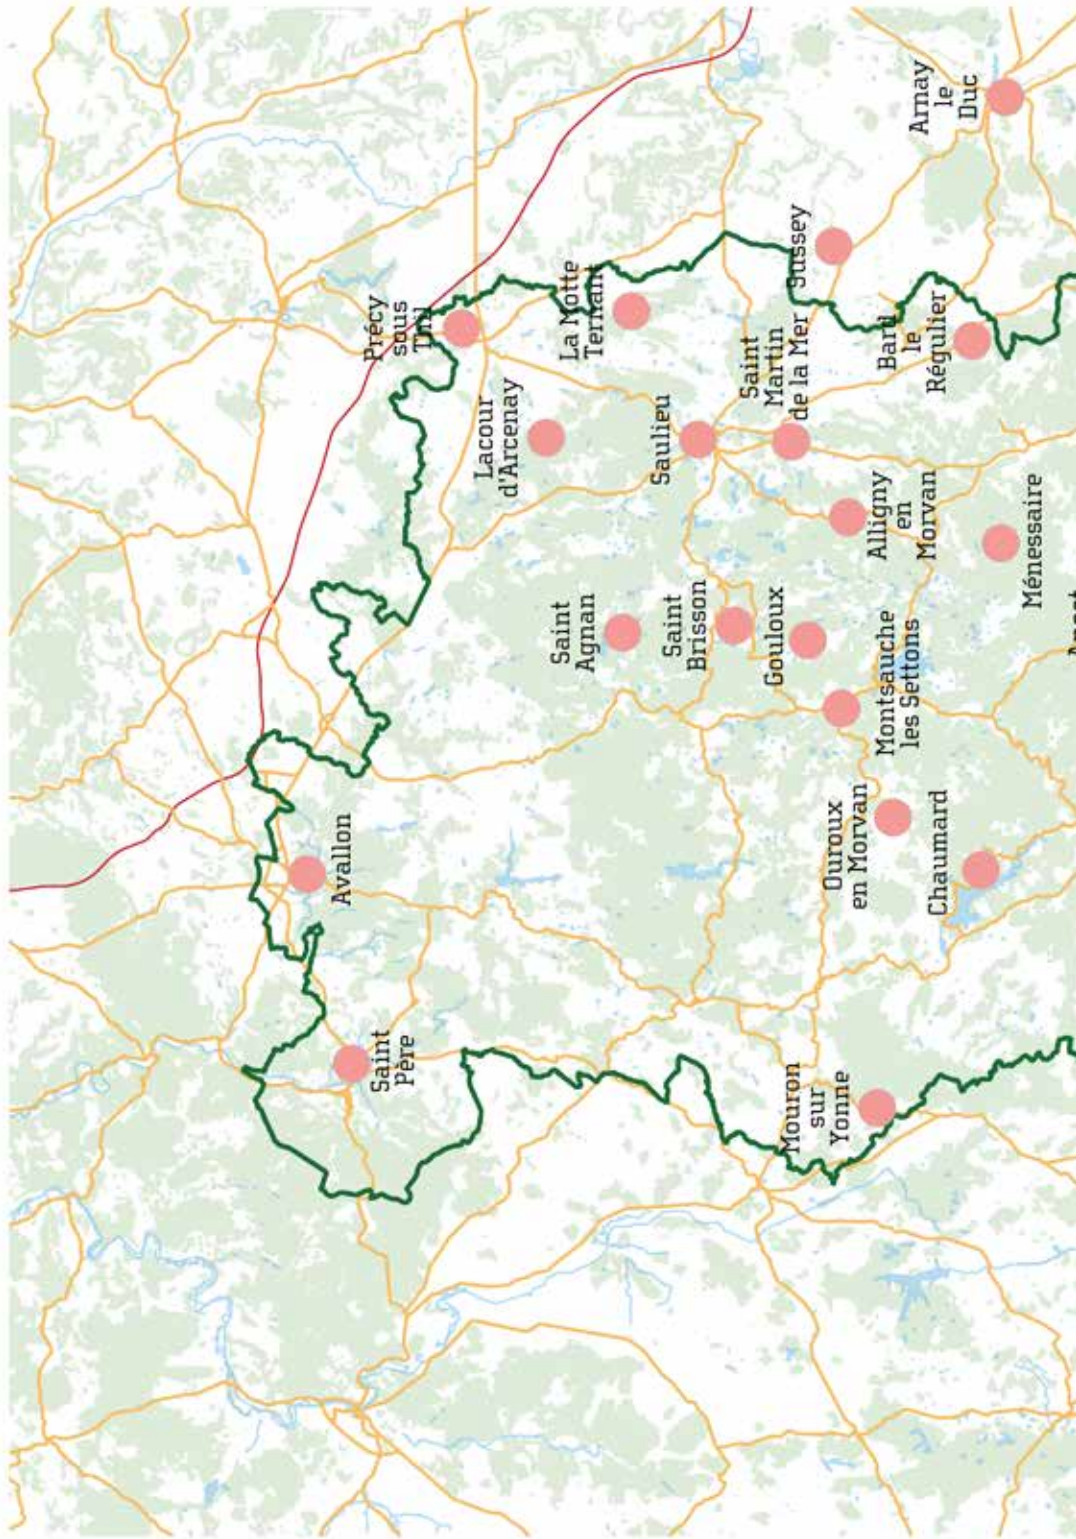 Avallon
Saint
Père
Précy
sous
Thil
Lacour
d'Arcenay
Saint
Agnan
La Motte
Ternant
Saulieu
Saint
Brisson
Saint
Martin
de la Mer
Gouloux
Mouron
sur
Yonne
Sussey
Ouroux
en Morvan
Alligny
en
Morvan
Montsauche
les Settons
Bard
le
Régulier
Arnay
le
Duc
Chaumard
Ménessaire